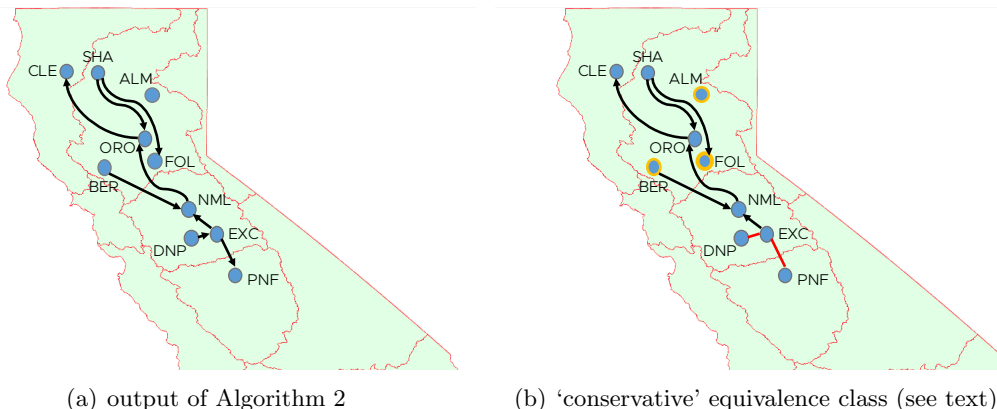 SHA
CLE
ALM
ORO
FOL
BER
NML
EXC
DNP
PNF
(a) output of Algorithm 2
SHA
CLE
ALM
ORO
FOL
BER
NML
EXC
DNP
PNF
(b) ‘conservative’ equivalence class (see text)